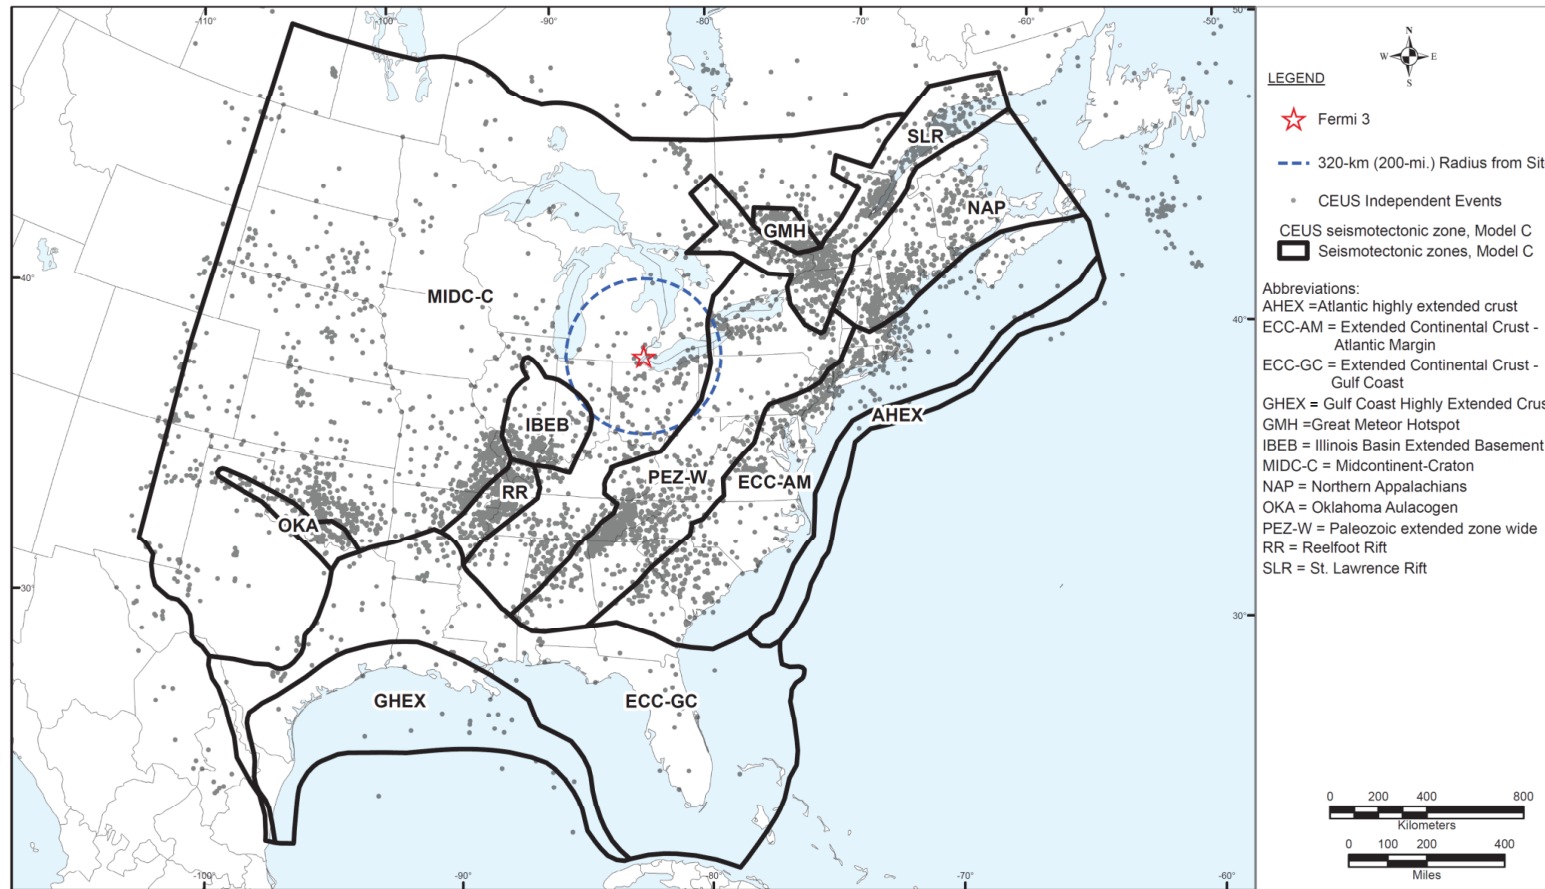 -110°
-100°
-90°
-80°
-70°
-60°
-50°
50°
40°
40°
30°
30°
-100°
-90°
-80°
-70°
-60°
SLR
NAP
GMH
MIDC-C
AHEX
IBEB
PEZ-W
ECC-AM
RR
OKA
GHEX
ECC-GC
N
W
E
S
LEGEND
Fermi 3
320-km (200-mi.) Radius from Sit
CEUS Independent Events
CEUS seismotectonic zone, Model C
Seismotectonic zones, Model C
Abbreviations:
AHEX =Atlantic highly extended crust
ECC-AM = Extended Continental Crust -
Atlantic Margin
ECC-GC = Extended Continental Crust -
Gulf Coast
GHEX = Gulf Coast Highly Extended Crus
GMH =Great Meteor Hotspot
IBEB = Illinois Basin Extended Basement
MIDC-C = Midcontinent-Craton
NAP = Northern Appalachians
OKA = Oklahoma Aulacogen
PEZ-W = Paleozoic extended zone wide
RR = Reelfoot Rift
SLR = St. Lawrence Rift
0 200 400 800
Kilometers
0 100 200 400
Miles